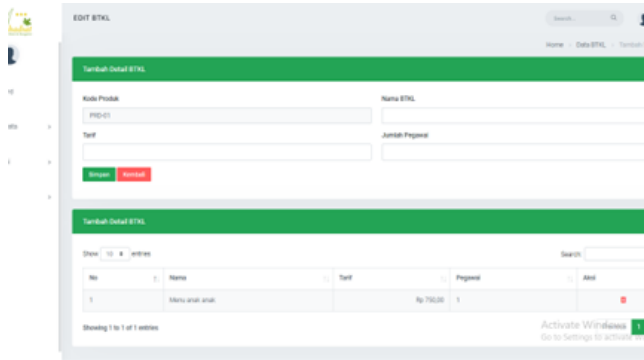 EDIT BTKL
Search...
Home Data BTKL Tambah
Tambah Detail BTKL
Kode Produk Nama BTKL
PRD-01
Tarif Jumlah Pegawai
Simpan Kembali
Tambah Detail BTKL
Show 10 entries Search:
No Nama Tarif Pegawai Aksi
1 Menu anak anak Rp 750,00 1
Showing 1 to 1 of 1 entries Previous 1
Activate Windows
Go to Settings to activate